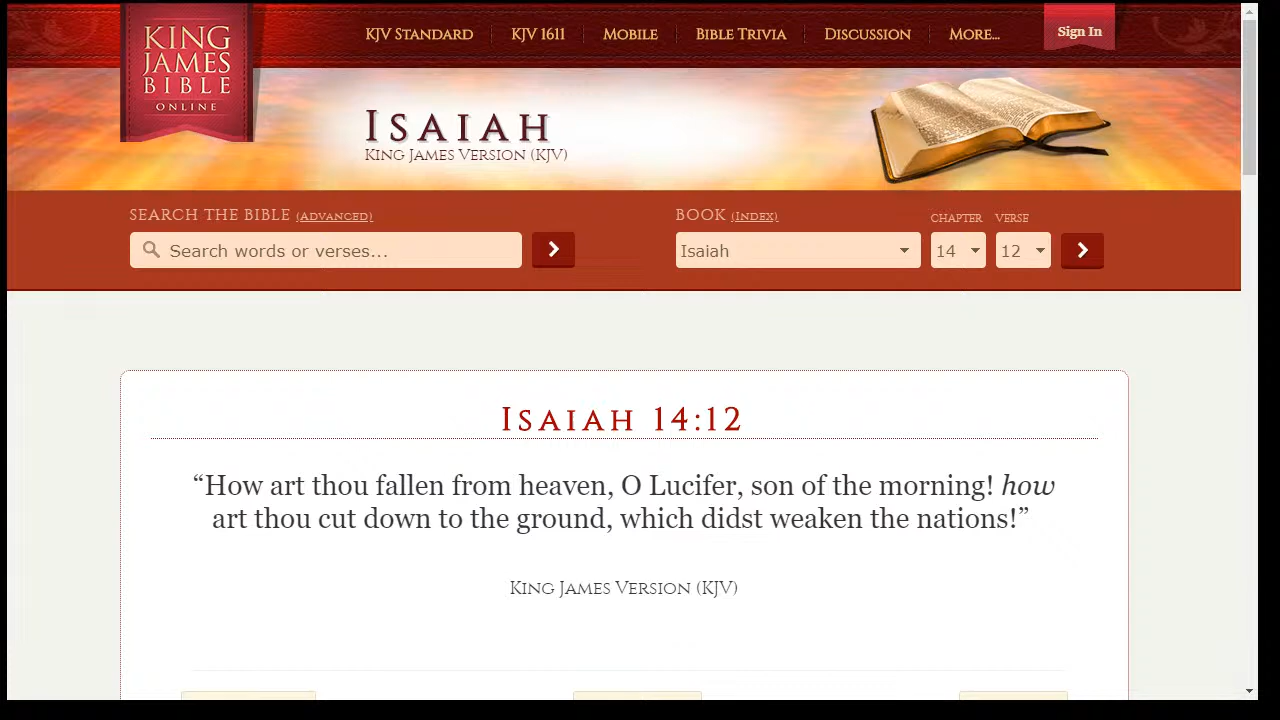 KING
JAMES
BIBLE
ONLINE
KJV Standard KJV 1611 Mobile Bible Trivia Discussion More... Sign In
Isaiah
King James Version (KJV)
SEARCH THE BIBLE (Advanced)
Search words or verses...
BOOK (Index) CHAPTER VERSE
Isaiah 14 12
Isaiah 14:12
“How art thou fallen from heaven, O Lucifer, son of the morning! how
art thou cut down to the ground, which didst weaken the nations!”
King James Version (KJV)